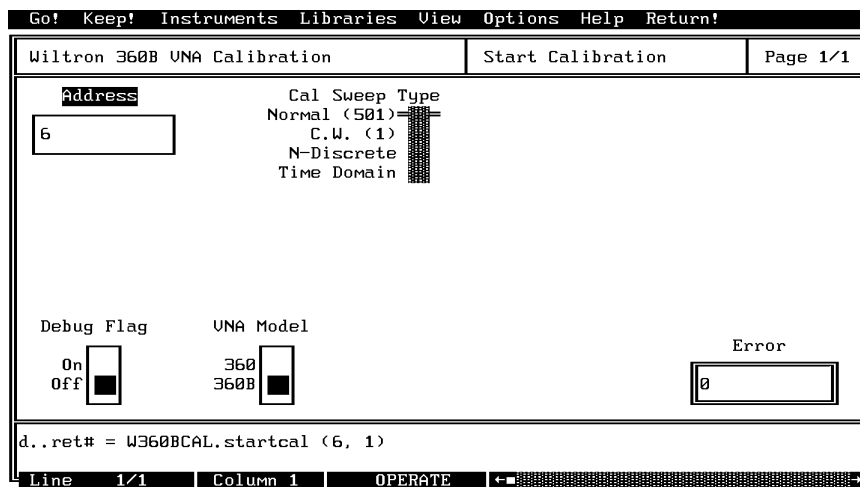 Go! Keep! Instruments Libraries View Options Help Return!
Wiltron 360B VNA Calibration
Start Calibration
Page 1/1
Address
6
Cal Sweep Type
Normal (501)
C.W. (1)
N-Discrete
Time Domain
Debug Flag
On
Off
VNA Model
360
360B
Error
0
d..ret# = W360BCAL.startcal (6, 1)
Line 1/1 Column 1 OPERATE